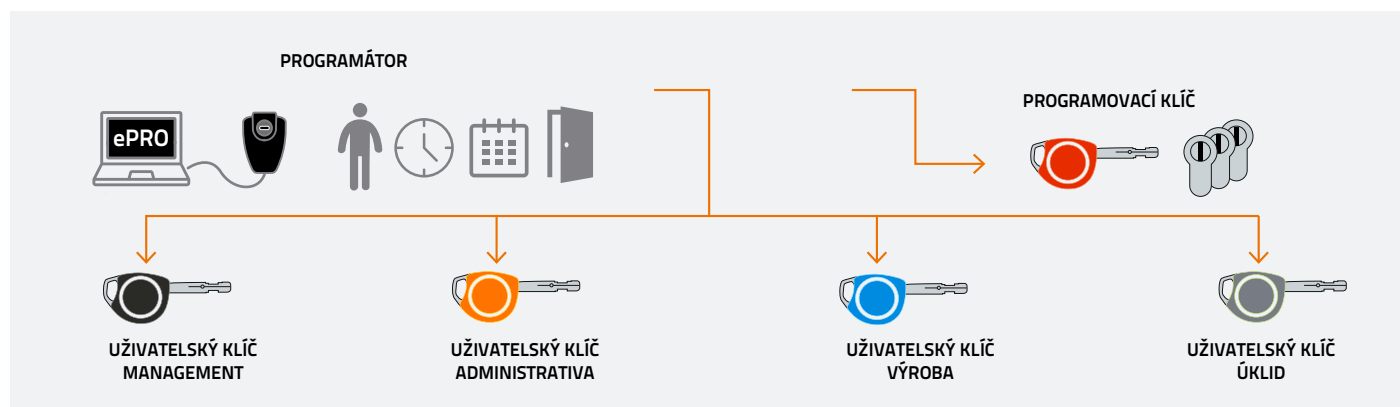 PROGRAMÁTOR
PROGRAMOVACÍ KLÍČ
ePRO
UŽIVATELSKÝ KLÍČ
MANAGEMENT
UŽIVATELSKÝ KLÍČ
ADMINISTRATIVA
UŽIVATELSKÝ KLÍČ
VÝROBA
UŽIVATELSKÝ KLÍČ
ÚKLID